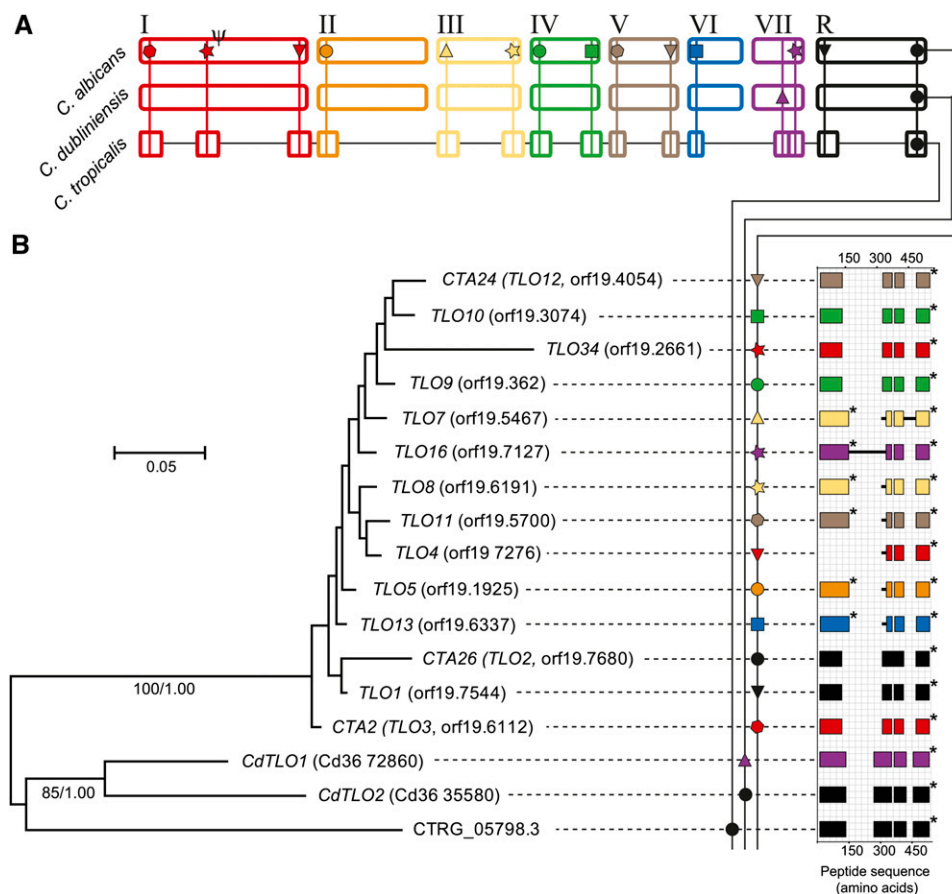 A
I II III IV V VI VII R
Ψ
C. albicans
C. dubliniensis
C. tropicalis
B
150 300 450
CTA24 (TLO12, orf19.4054) *
TLO10 (orf19.3074) *
TLO34 (orf19.2661) *
TLO9 (orf19.362) *
TLO7 (orf19.5467) * *
TLO16 (orf19.7127) * *
0.05
TLO8 (orf19.6191) * *
TLO11 (orf19.5700) * *
TLO4 (orf19 7276) *
TLO5 (orf19.1925) * *
TLO13 (orf19.6337) * *
CTA26 (TLO2, orf19.7680) *
TLO1 (orf19.7544) *
100/1.00
CTA2 (TLO3, orf19.6112) *
CdTLO1 (Cd36 72860) *
85/1.00
CdTLO2 (Cd36 35580) *
CTRG_05798.3 *
150 300 450
Peptide sequence
(amino acids)